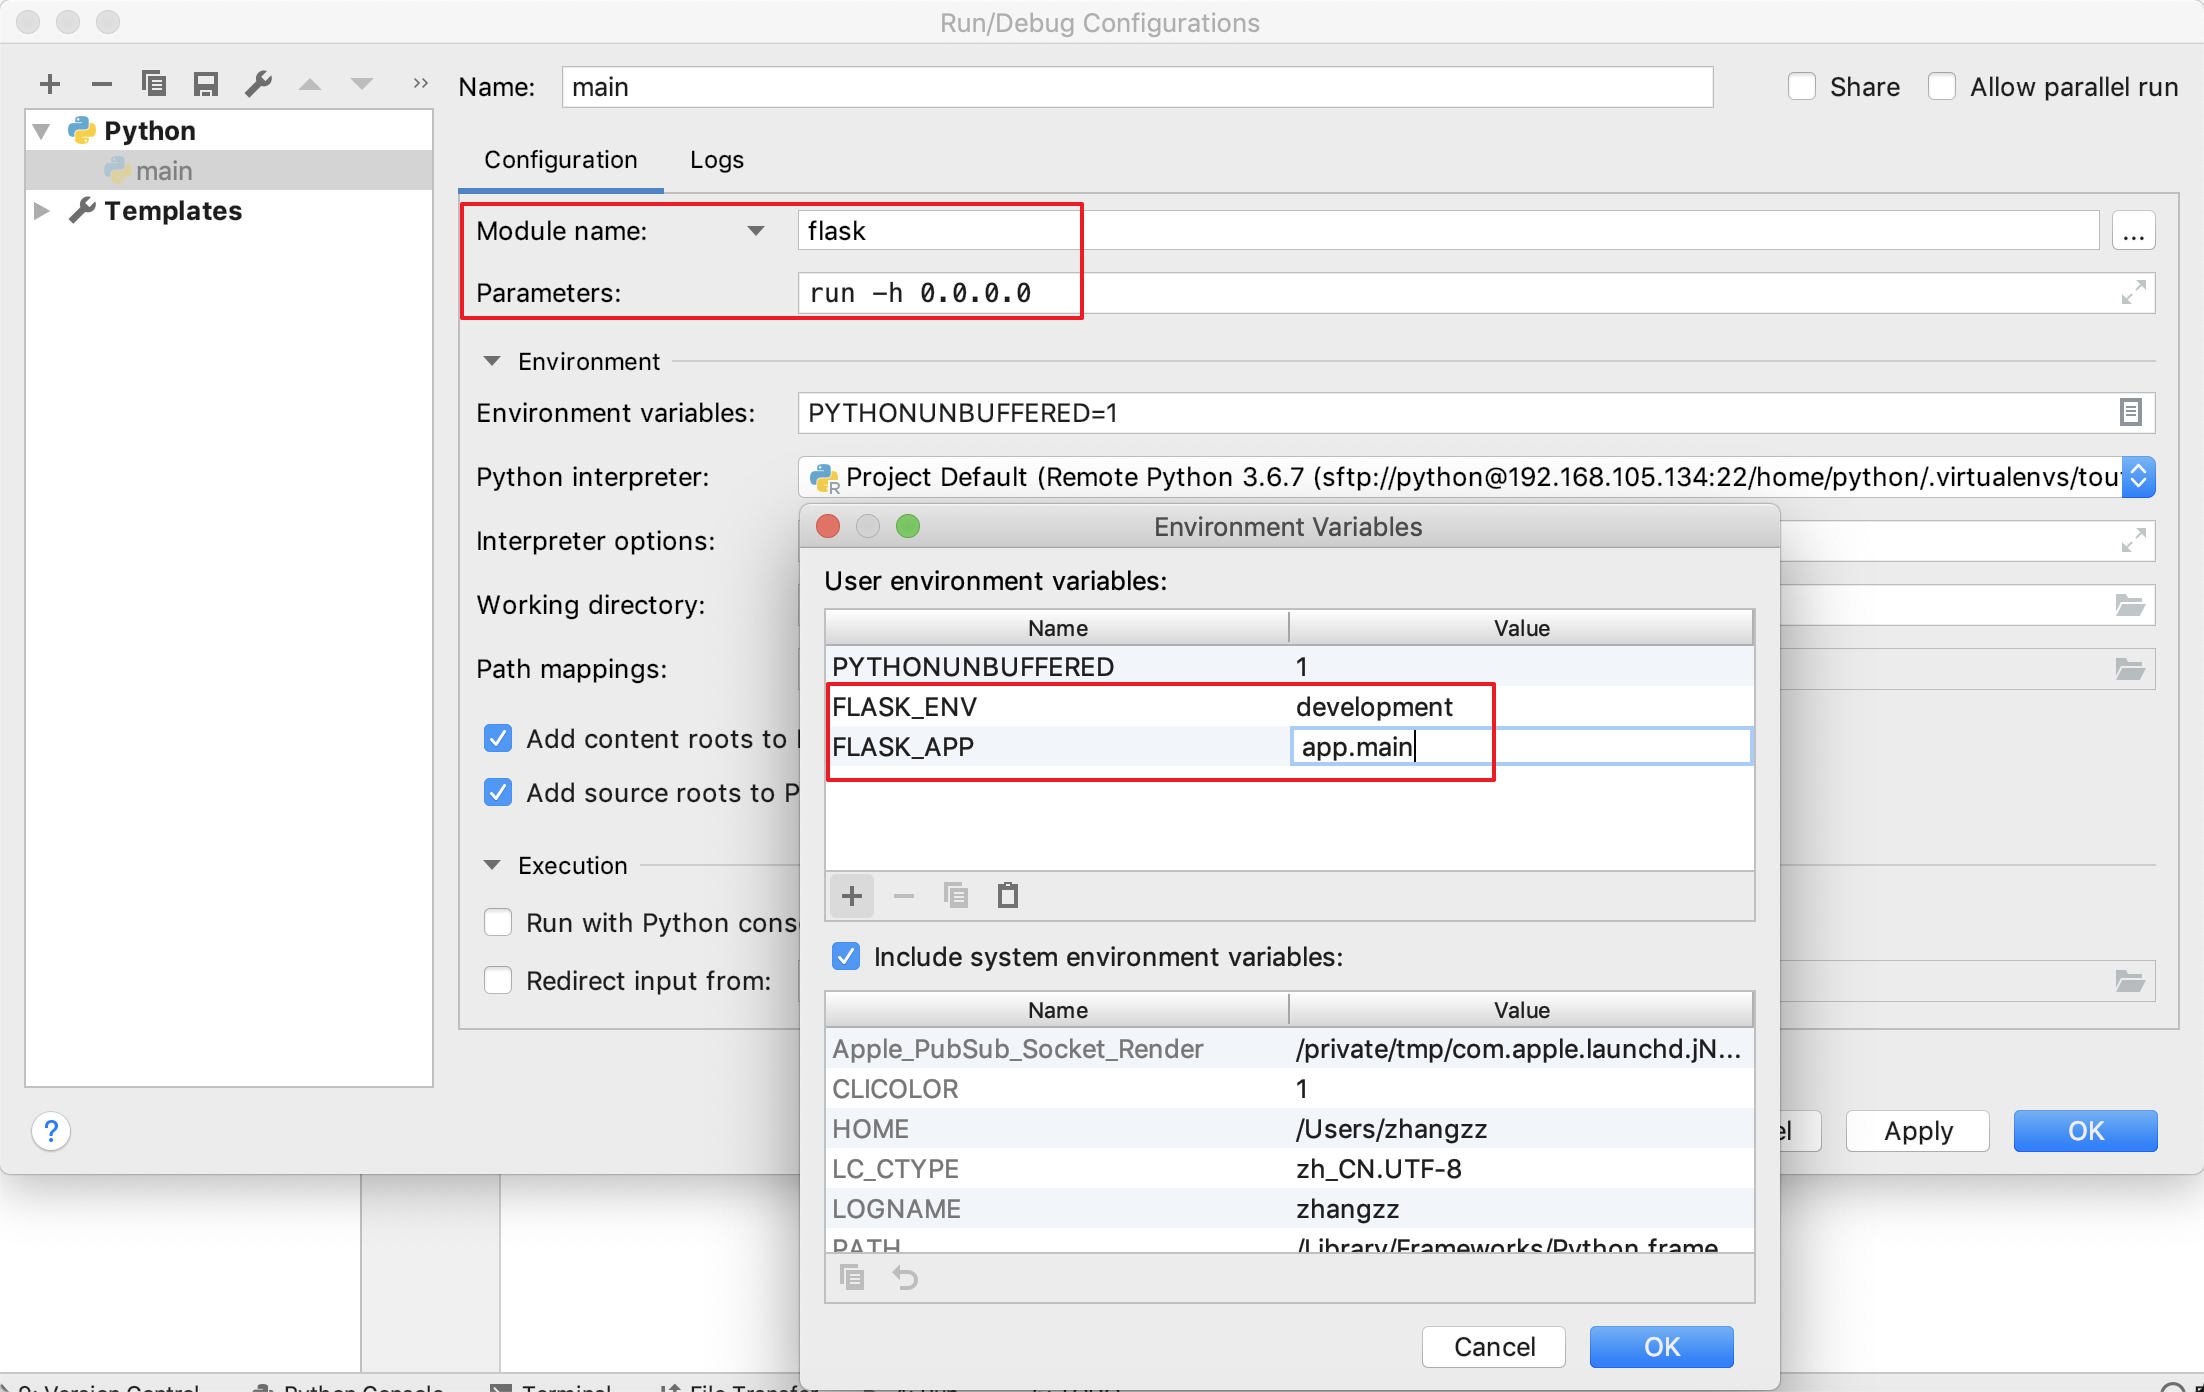 Run/Debug Configurations
Name: main
Share Allow parallel run
Python
main
Templates
Configuration Logs
Module name: flask ...
Parameters: run -h 0.0.0.0
Environment
Environment variables: PYTHONUNBUFFERED=1
Python interpreter: Project Default (Remote Python 3.6.7 (sftp://python@192.168.105.134:22/home/python/.virtualenvs/tou
Interpreter options:
Working directory:
Path mappings:
Add content roots to
Add source roots to P
Execution
Run with Python cons
Redirect input from:
? Apply OK
Environment Variables
User environment variables:
Name Value
PYTHONUNBUFFERED 1
FLASK_ENV development
FLASK_APP app.main
Include system environment variables:
Name Value
Apple_PubSub_Socket_Render /private/tmp/com.apple.launchd.jN...
CLICOLOR 1
HOME /Users/zhangzz
LC_CTYPE zh_CN.UTF-8
LOGNAME zhangzz
PATH /Library/Frameworks/Python.frame
Cancel OK
9: Version Control Python Console Terminal File Transfer